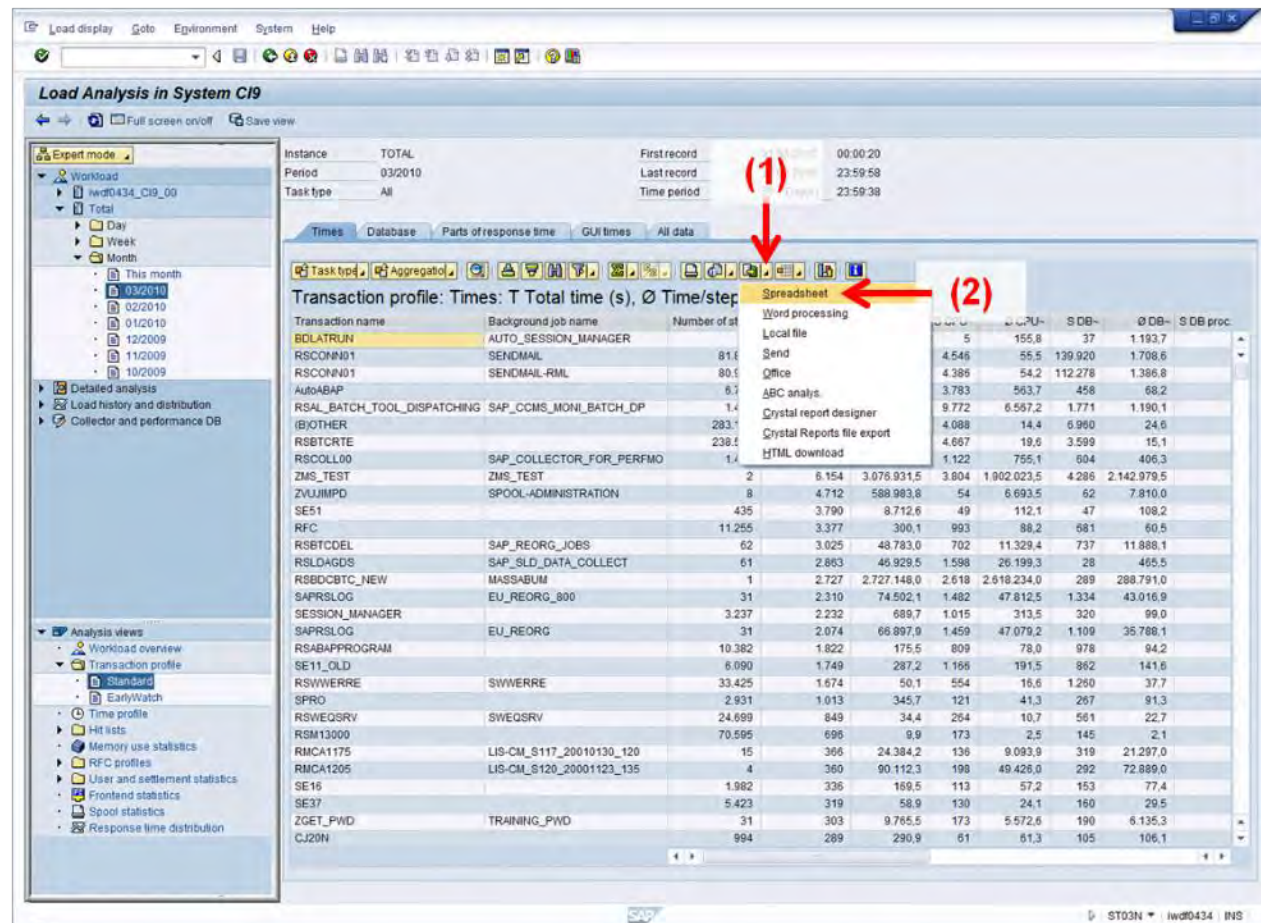 Load display Goto Environment System Help
Load Analysis in System CI9
Full screen on/off Save view
Expert mode
Workload
iwdf0434_CI9_00
Total
Day
Week
Month
This month
03/2010
02/2010
01/2010
12/2009
11/2009
10/2009
Detailed analysis
Load history and distribution
Collector and performance DB
Analysis views
Workload overview
Transaction profile
Standard
EarlyWatch
Time profile
Hit lists
Memory use statistics
RFC profiles
User and settlement statistics
Frontend statistics
Spool statistics
Response time distribution
Instance TOTAL First record 00:00:20
Period 03/2010 Last record 23:59:58
Task type All Time period 23:59:38
(1)
Times Database Parts of response time GUI times All data
Task type Aggregatio
(2)
Transaction profile: Times: T Total time (s), Ø Time/step
Spreadsheet
Word processing
Local file
Send
Office
ABC analys.
Crystal report designer
Crystal Reports file export
HTML download
Transaction name Background job name Number of st Ø CPU~ S DB~ Ø DB~ S DB proc.
BDLATRUN AUTO_SESSION_MANAGER 5 155,8 37 1.193,7
RSCONN01 SENDMAIL 4.546 55,5 139.920 1.708,6
RSCONN01 SENDMAIL-RML 4.386 54,2 112.278 1.386,8
AutoABAP 3.783 563,7 458 68,2
RSAL_BATCH_TOOL_DISPATCHING SAP_CCMS_MONI_BATCH_DP 9.772 6.567,2 1.771 1.190,1
(B)OTHER 4.088 14,4 6.960 24,6
RSBTCRTE 4.667 19,6 3.599 15,1
RSCOLL00 SAP_COLLECTOR_FOR_PERFMO 1.122 755,1 604 406,3
ZMS_TEST ZMS_TEST 2 6.154 3.076.931,5 3.804 1.902.023,5 4.286 2.142.979,5
ZVUJIMPD SPOOL-ADMINISTRATION 8 4.712 588.983,8 54 6.693,5 62 7.810,0
SE51 435 3.790 8.712,6 49 112,1 47 108,2
RFC 11.255 3.377 300,1 993 88,2 681 60,5
RSBTCDEL SAP_REORG_JOBS 62 3.025 48.783,0 702 11.329,4 737 11.888,1
RSLDAGDS SAP_SLD_DATA_COLLECT 61 2.863 46.929,5 1.598 26.199,3 28 465,5
RSBDCBTC_NEW MASSABUM 1 2.727 2.727.148,0 2.618 2.618.234,0 289 288.791,0
SAPRSLOG EU_REORG_800 31 2.310 74.502,1 1.482 47.812,5 1.334 43.016,9
SESSION_MANAGER 3.237 2.232 689,7 1.015 313,5 320 99,0
SAPRSLOG EU_REORG 31 2.074 66.897,9 1.459 47.079,2 1.109 35.788,1
RSABAPPROGRAM 10.382 1.822 175,5 809 78,0 978 94,2
SE11_OLD 6.090 1.749 287,2 1.166 191,5 862 141,6
RSWWERRE SWWERRE 33.425 1.674 50,1 554 16,6 1.260 37,7
SPRO 2.931 1.013 345,7 121 41,3 267 91,3
RSWEQSRV SWEQSRV 24.699 849 34,4 264 10,7 561 22,7
RSM13000 70.595 696 9,9 173 2,5 145 2,1
RMCA1175 LIS-CM_S117_20010130_120 15 366 24.384,2 136 9.093,9 319 21.297,0
RMCA1205 LIS-CM_S120_20001123_135 4 360 90.112,3 198 49.426,0 292 72.889,0
SE16 1.982 336 169,5 113 57,2 153 77,4
SE37 5.423 319 58,9 130 24,1 160 29,5
ZGET_PWD TRAINING_PWD 31 303 9.765,5 173 5.572,6 190 6.135,3
CJ20N 994 289 290,9 61 61,3 105 106,1
SAP ST03N iwdf0434 INS